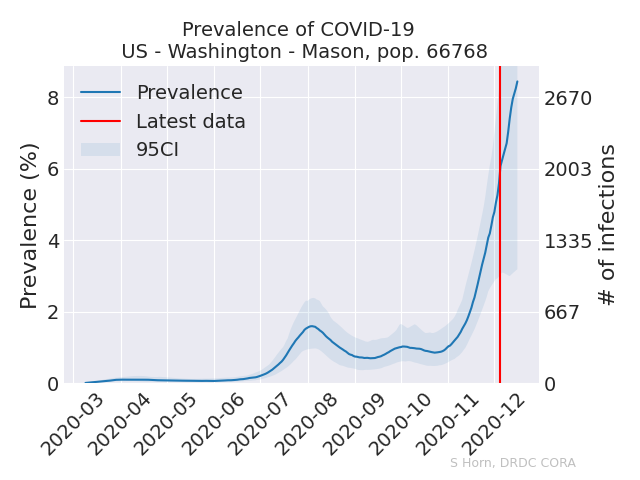 Prevalence of COVID-19
US - Washington - Mason, pop. 66768
Prevalence
Latest data
95CI
Prevalence (%)
8
6
4
2
0
2670
2003
1335
667
0
# of infections
2020-03
2020-04
2020-05
2020-06
2020-07
2020-08
2020-09
2020-10
2020-11
2020-12
S Horn, DRDC CORA